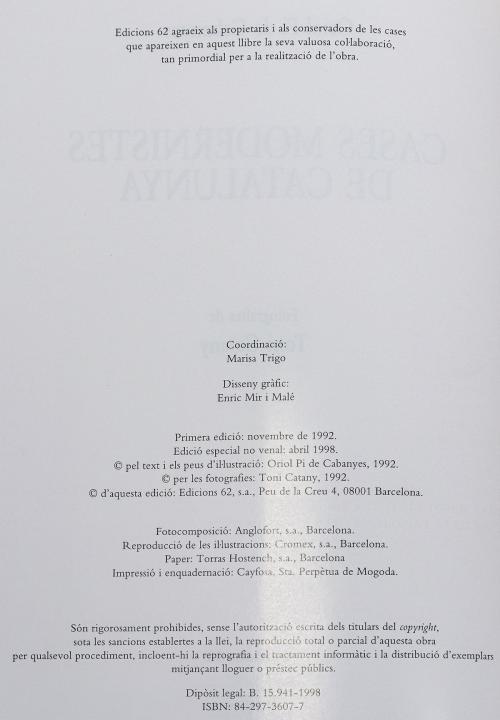 Edicions 62 agraeix als propietaris i als conservadors de les cases
que apareixen en aquest llibre la seva valuosa col·laboració,
tan primordial per a la realització de l'obra.
CASES MODERNISTES
DE CATALUNYA
Fotografies de
Toni Catany
Coordinació:
Marisa Trigo
Disseny gràfic:
Enric Mir i Malé
Primera edició: novembre de 1992.
Edició especial no venal: abril 1998.
© pel text i els peus d'il·lustració: Oriol Pi de Cabanyes, 1992.
© per les fotografies: Toni Catany, 1992.
© d'aquesta edició: Edicions 62, s.a., Peu de la Creu 4, 08001 Barcelona.
Fotocomposició: Anglofort, s.a., Barcelona.
Reproducció de les il·lustracions: Cromex, s.a., Barcelona.
Paper: Torras Hostench, s.a., Barcelona
Impressió i enquadernació: Cayfosa, Sta. Perpètua de Mogoda.
Són rigorosament prohibides, sense l'autorització escrita dels titulars del copyright,
sota les sancions establertes a la llei, la reproducció total o parcial d'aquesta obra
per qualsevol procediment, incloent-hi la reprografia i el tractament informàtic i la distribució d'exemplars
mitjançant lloguer o préstec públics.
Dipòsit legal: B. 15.941-1998
ISBN: 84-297-3607-7